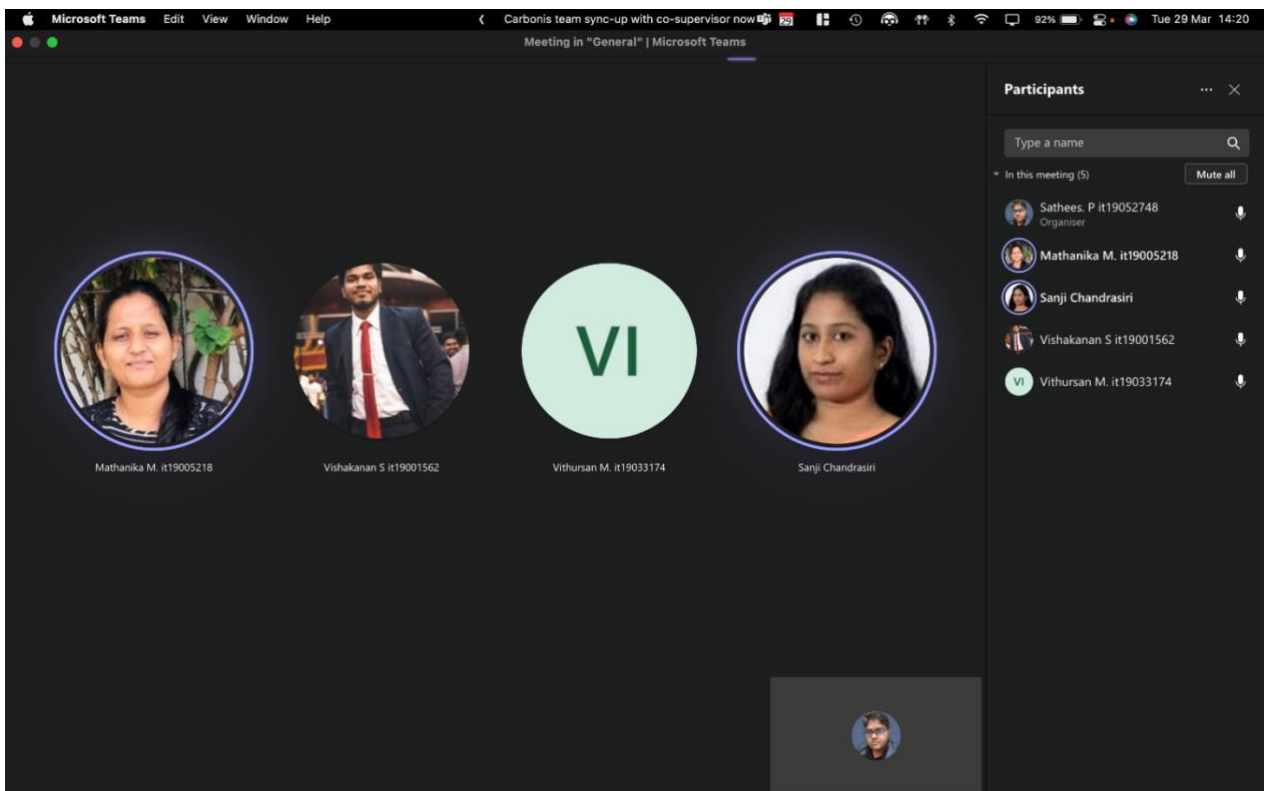 Microsoft Teams Edit View Window Help Carbonis team sync-up with co-supervisor now 29 92% Tue 29 Mar 14:20
Meeting in "General" | Microsoft Teams
Participants
Type a name
In this meeting (5) Mute all
Sathees. P it19052748
Organiser
Mathanika M. it19005218
Sanji Chandrasiri
Vishakanan S it19001562
VI Vithursan M. it19033174
VI
Mathanika M. it19005218 Vishakanan S it19001562 Vithursan M. it19033174 Sanji Chandrasiri